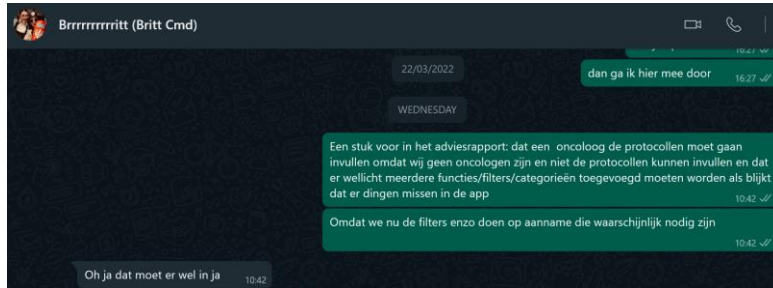 Brrrrrrrrritt (Britt Cmd)
16:27
22/03/2022
dan ga ik hier mee door
16:27
WEDNESDAY
Een stuk voor in het adviesrapport: dat een oncoloog de protocollen moet gaan
invullen omdat wij geen oncologen zijn en niet de protocollen kunnen invullen en dat
er wellicht meerdere functies/filters/categorieën toegevoegd moeten worden als blijkt
dat er dingen missen in de app
10:42
Omdat we nu de filters enzo doen op aanname die waarschijnlijk nodig zijn
10:42
Oh ja dat moet er wel in ja
10:42